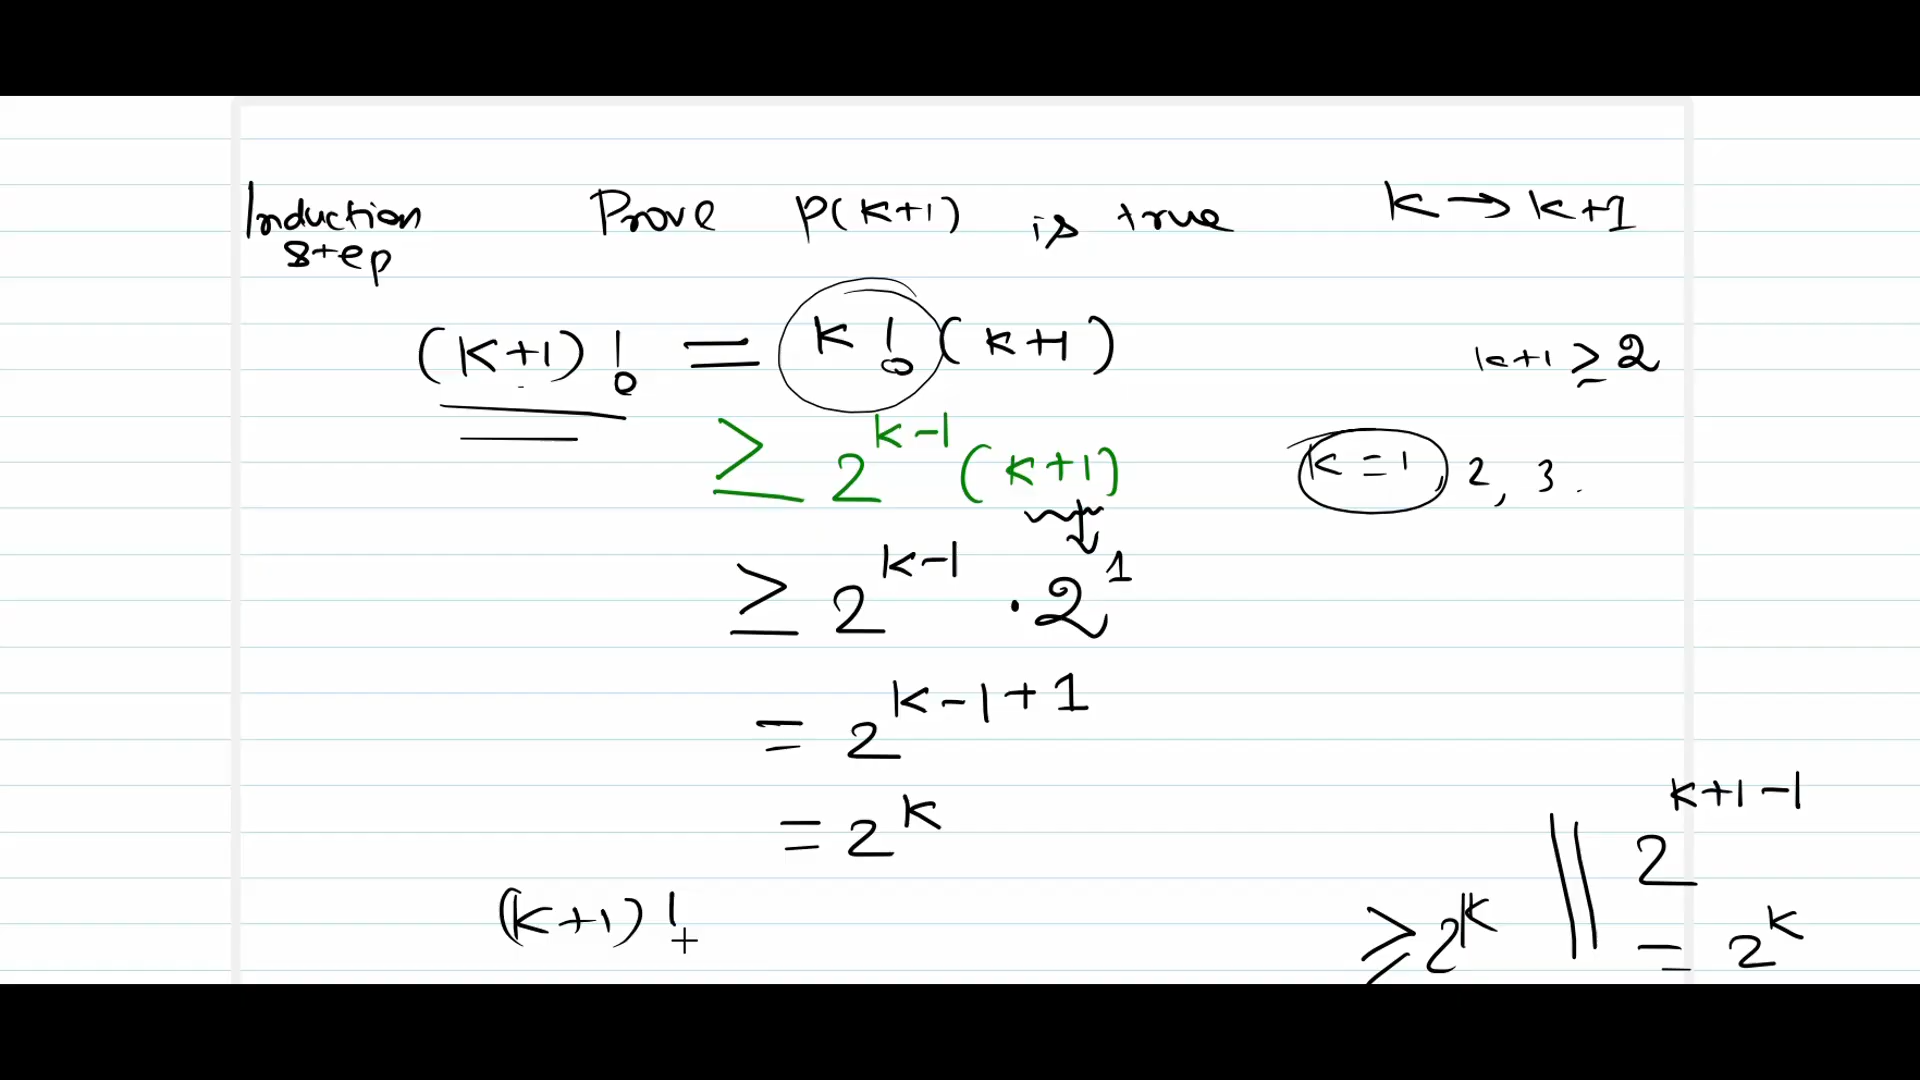 Induction Step Prove P(k+1) is true k → k+1
(k+1)! = k!(k+1) k+1 ≥ 2
≥ 2^{k-1} (k+1) k=1, 2, 3.
≥ 2^{k-1} · 2^1
= 2^{k-1+1}
= 2^k 2^{k+1-1}
(k+1)! ≥ 2^k = 2^k